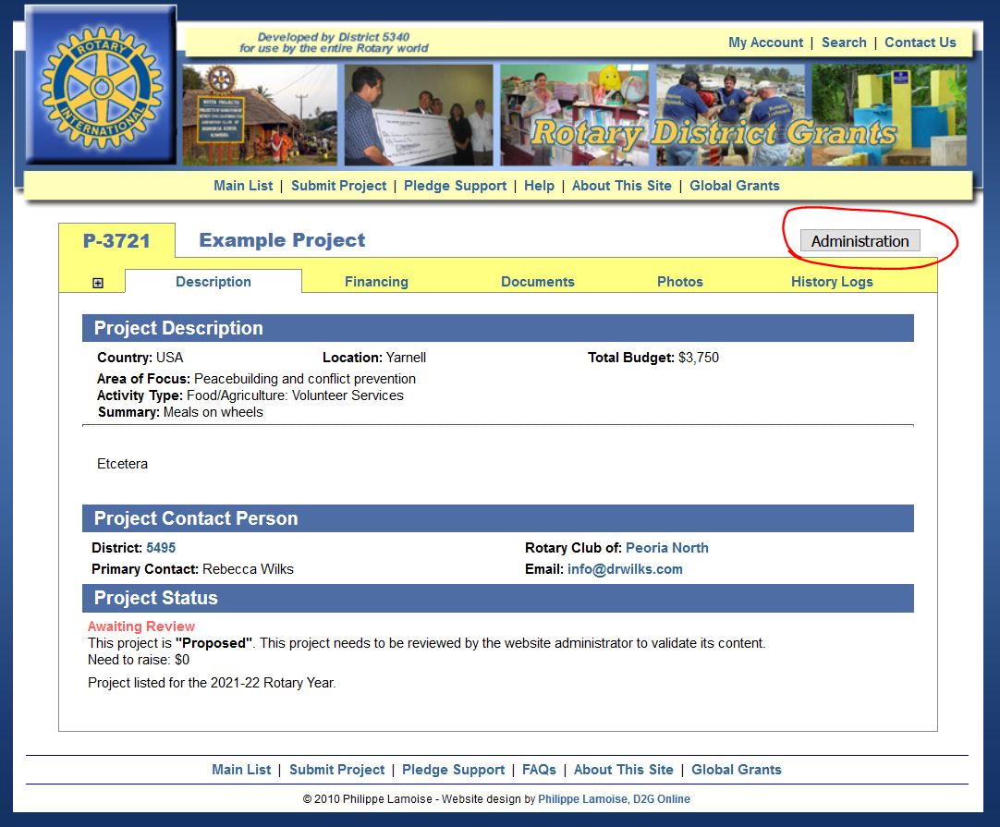 Developed by District 5340
for use by the entire Rotary world
My Account | Search | Contact Us
ROTARY
INTERNATIONAL
Rotary District Grants
Main List | Submit Project | Pledge Support | Help | About This Site | Global Grants
P-3721 Example Project Administration
Description Financing Documents Photos History Logs
Project Description
Country: USA Location: Yarnell Total Budget: $3,750
Area of Focus: Peacebuilding and conflict prevention
Activity Type: Food/Agriculture: Volunteer Services
Summary: Meals on wheels
Etcetera
Project Contact Person
District: 5495 Rotary Club of: Peoria North
Primary Contact: Rebecca Wilks Email: info@drwilks.com
Project Status
Awaiting Review
This project is "Proposed". This project needs to be reviewed by the website administrator to validate its content.
Need to raise: $0
Project listed for the 2021-22 Rotary Year.
Main List | Submit Project | Pledge Support | FAQs | About This Site | Global Grants
© 2010 Philippe Lamoise - Website design by Philippe Lamoise, D2G Online